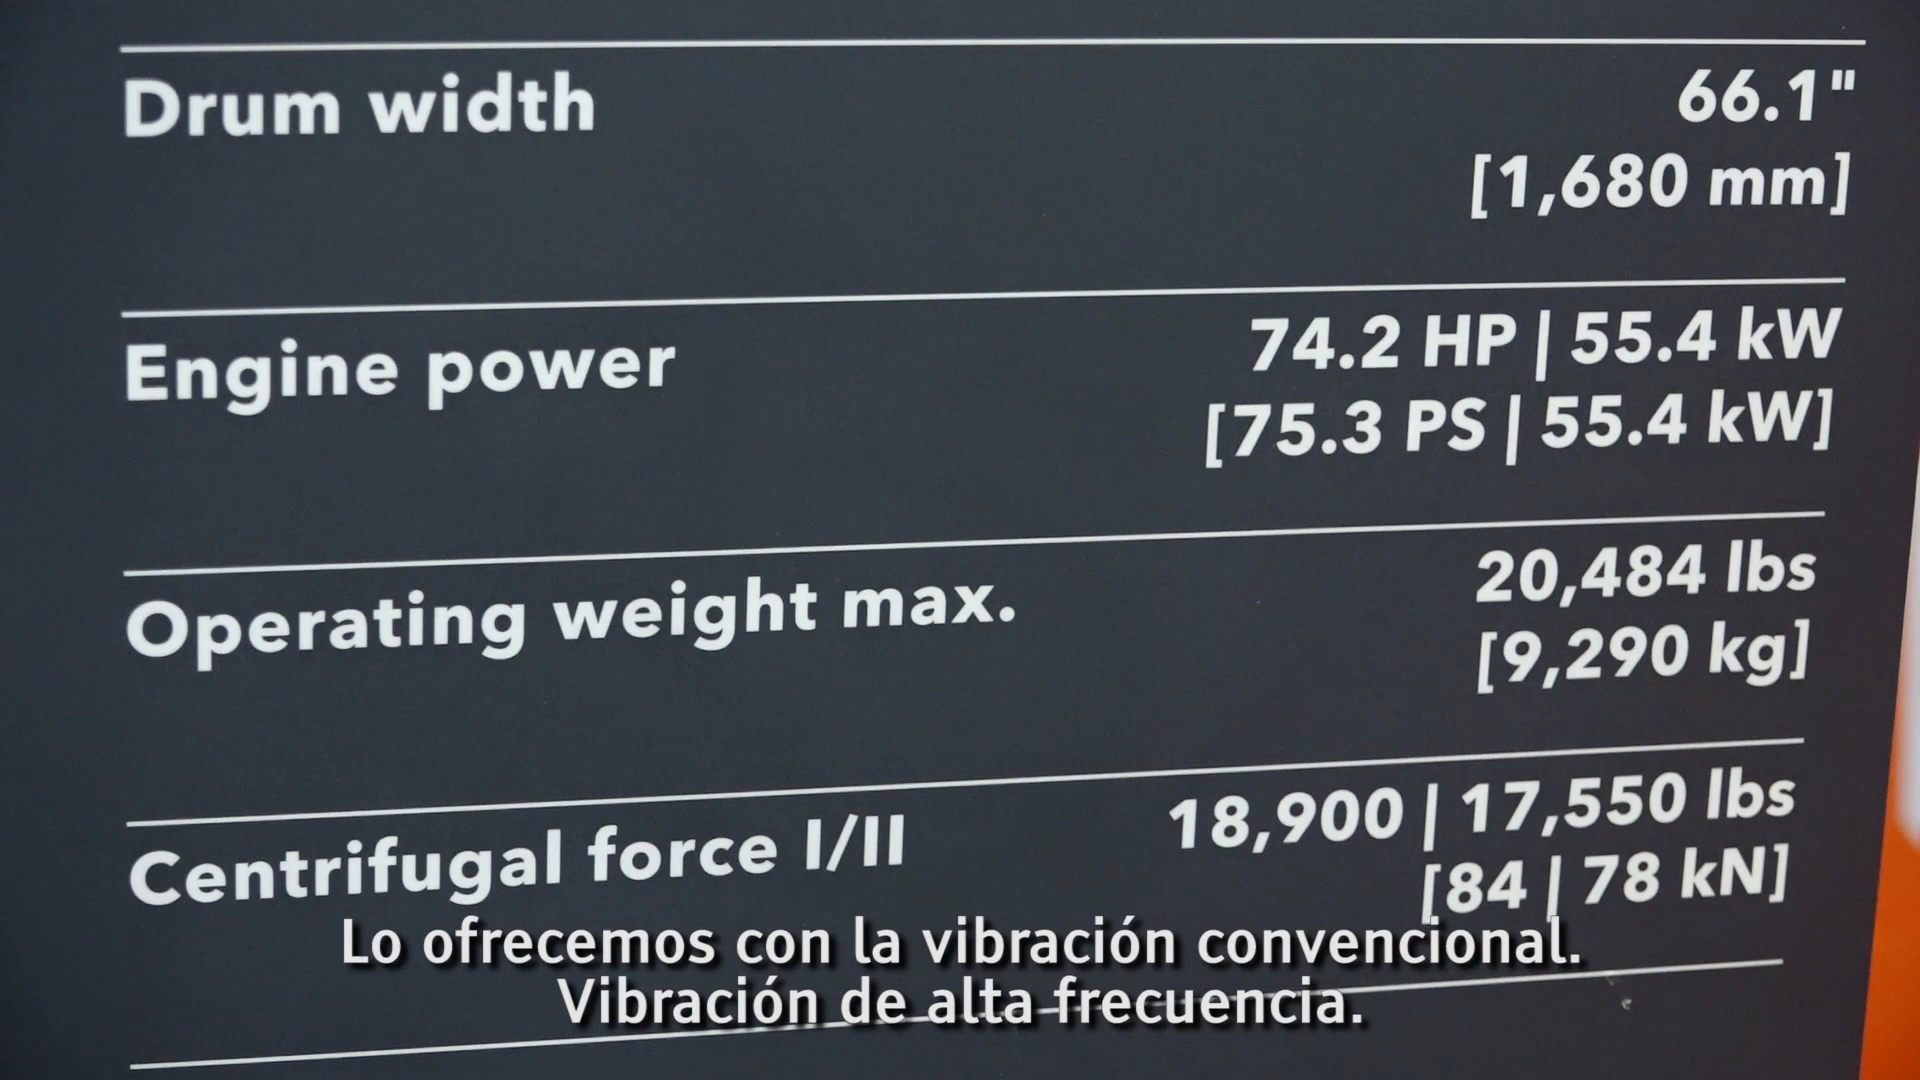 Drum width 66.1"
[1,680 mm]
Engine power 74.2 HP | 55.4 kW
[75.3 PS | 55.4 kW]
Operating weight max. 20,484 lbs
[9,290 kg]
Centrifugal force I/II 18,900 | 17,550 lbs
[84 | 78 kN]
Lo ofrecemos con la vibración convencional.
Vibración de alta frecuencia.